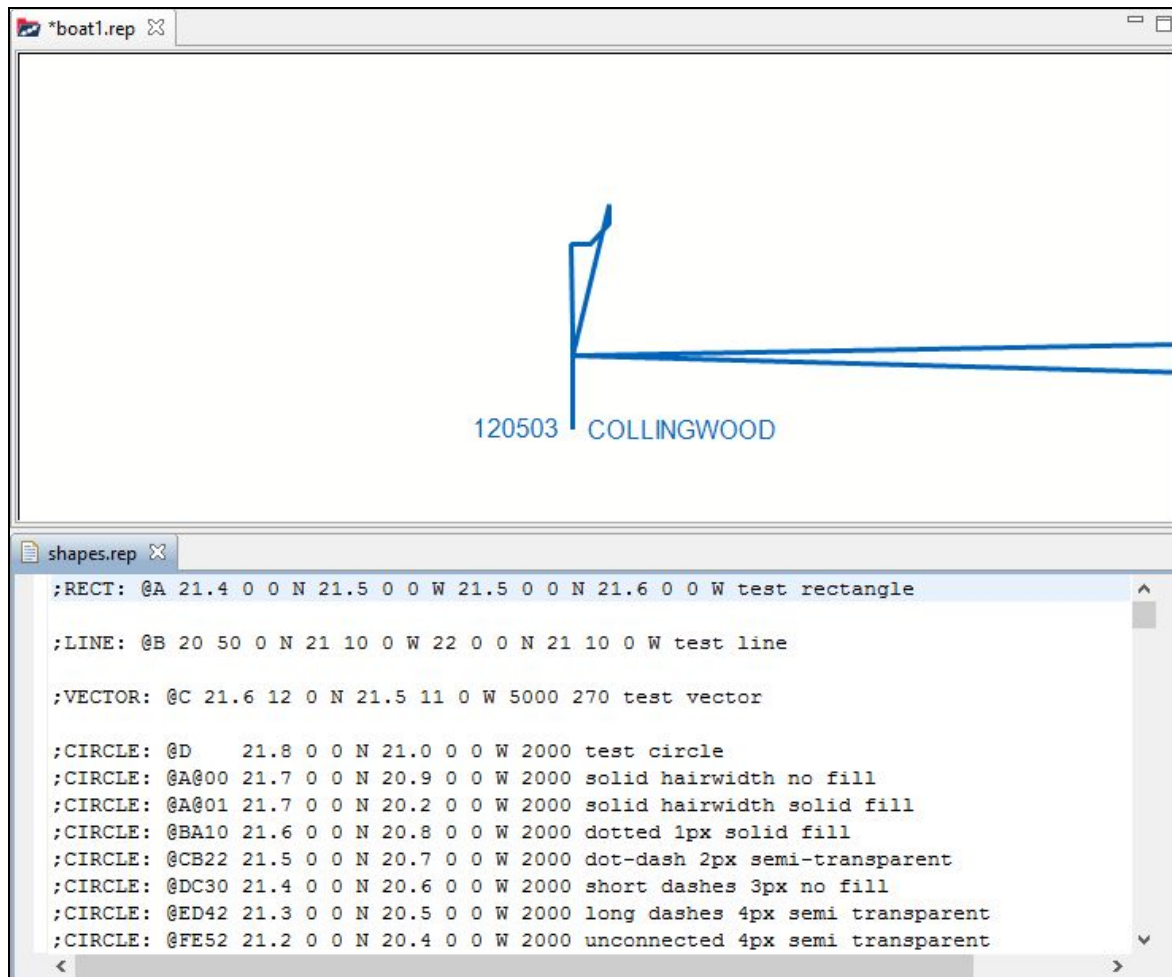 *boat1.rep
120503 COLLINGWOOD
shapes.rep
;RECT: @A 21.4 0 0 N 21.5 0 0 W 21.5 0 0 N 21.6 0 0 W test rectangle
;LINE: @B 20 50 0 N 21 10 0 W 22 0 0 N 21 10 0 W test line
;VECTOR: @C 21.6 12 0 N 21.5 11 0 W 5000 270 test vector
;CIRCLE: @D    21.8 0 0 N 21.0 0 0 W 2000 test circle
;CIRCLE: @A@00 21.7 0 0 N 20.9 0 0 W 2000 solid hairwidth no fill
;CIRCLE: @A@01 21.7 0 0 N 20.2 0 0 W 2000 solid hairwidth solid fill
;CIRCLE: @BA10 21.6 0 0 N 20.8 0 0 W 2000 dotted 1px solid fill
;CIRCLE: @CB22 21.5 0 0 N 20.7 0 0 W 2000 dot-dash 2px semi-transparent
;CIRCLE: @DC30 21.4 0 0 N 20.6 0 0 W 2000 short dashes 3px no fill
;CIRCLE: @ED42 21.3 0 0 N 20.5 0 0 W 2000 long dashes 4px semi transparent
;CIRCLE: @FE52 21.2 0 0 N 20.4 0 0 W 2000 unconnected 4px semi transparent